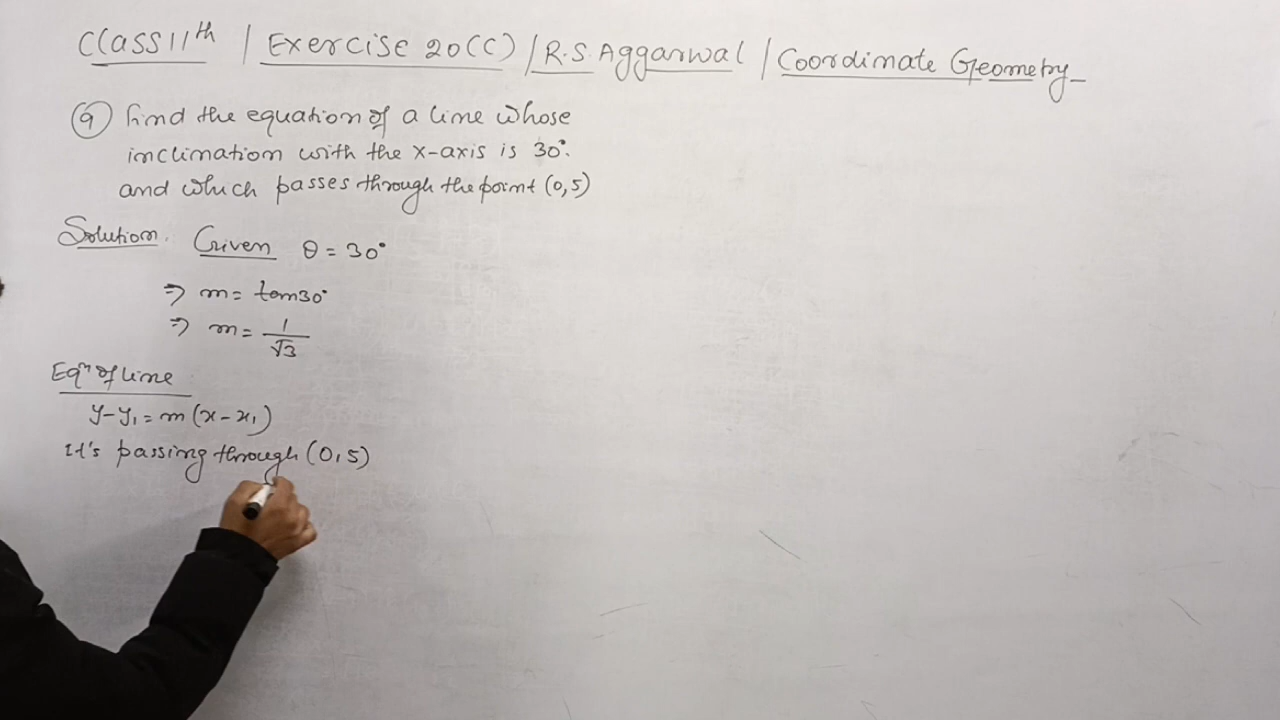 Class 11th / Exercise 20(C) / R.S. Aggarwal / Coordinate Geometry
(9) Find the equation of a line whose
inclination with the x-axis is 30°.
and which passes through the point (0,5)
Solution. Given θ = 30°
⇒ m = tan30°
⇒ m = 1/√3
Eqⁿ of line
y-y₁ = m(x-x₁)
It's passing through (0,5)